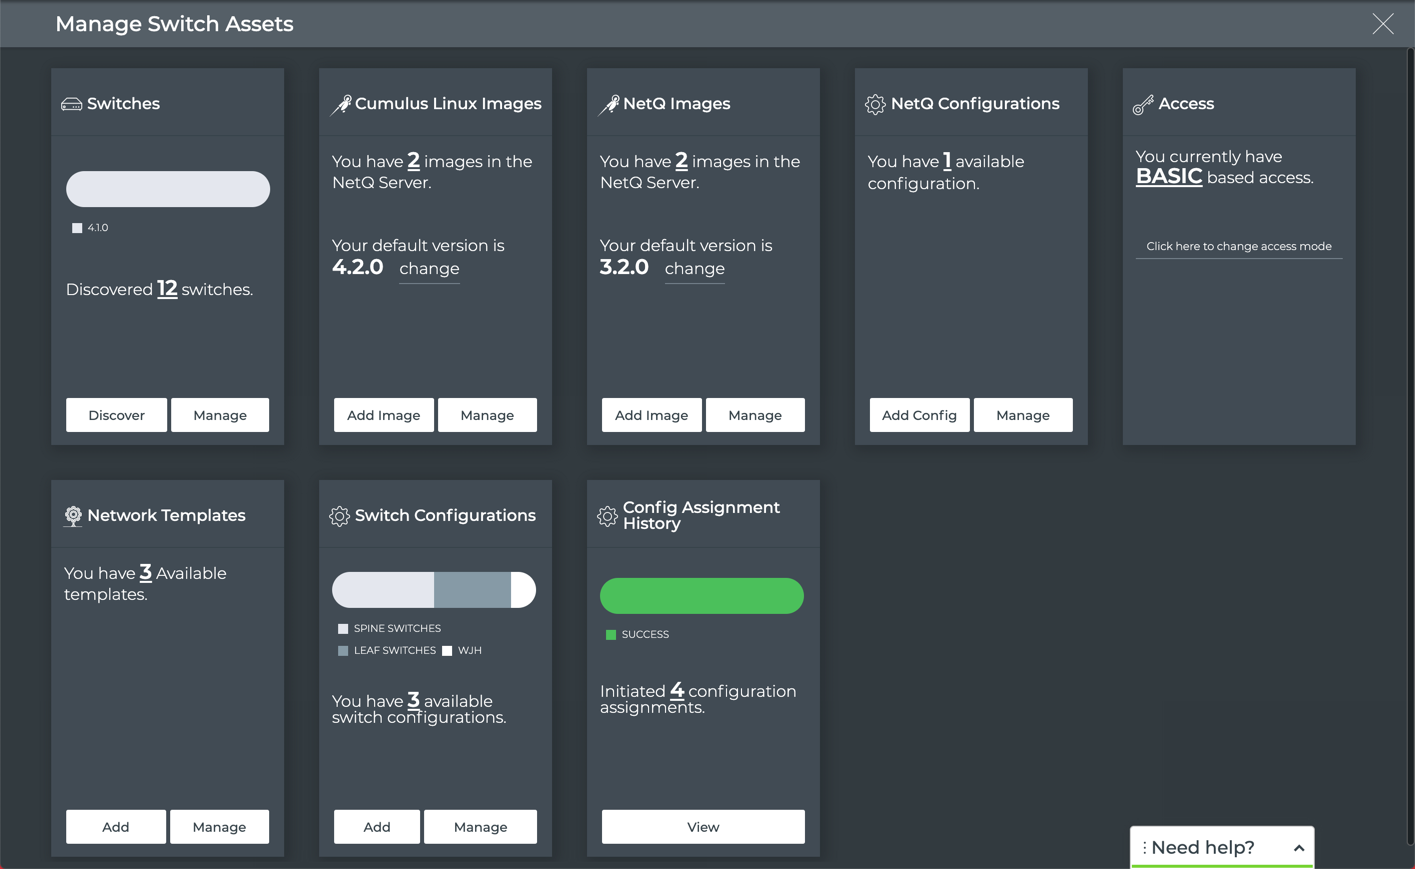 Manage Switch Assets
Switches
4.1.0
Discovered 12 switches.
Discover
Manage
Cumulus Linux Images
You have 2 images in the
NetQ Server.
Your default version is
4.2.0 change
Add Image
Manage
NetQ Images
You have 2 images in the
NetQ Server.
Your default version is
3.2.0 change
Add Image
Manage
NetQ Configurations
You have 1 available
configuration.
Add Config
Manage
Access
You currently have
BASIC based access.
Click here to change access mode
Network Templates
You have 3 Available
templates.
Add
Manage
Switch Configurations
SPINE SWITCHES
LEAF SWITCHES WJH
You have 3 available
switch configurations.
Add
Manage
Config Assignment
History
SUCCESS
Initiated 4 configuration
assignments.
View
Need help?